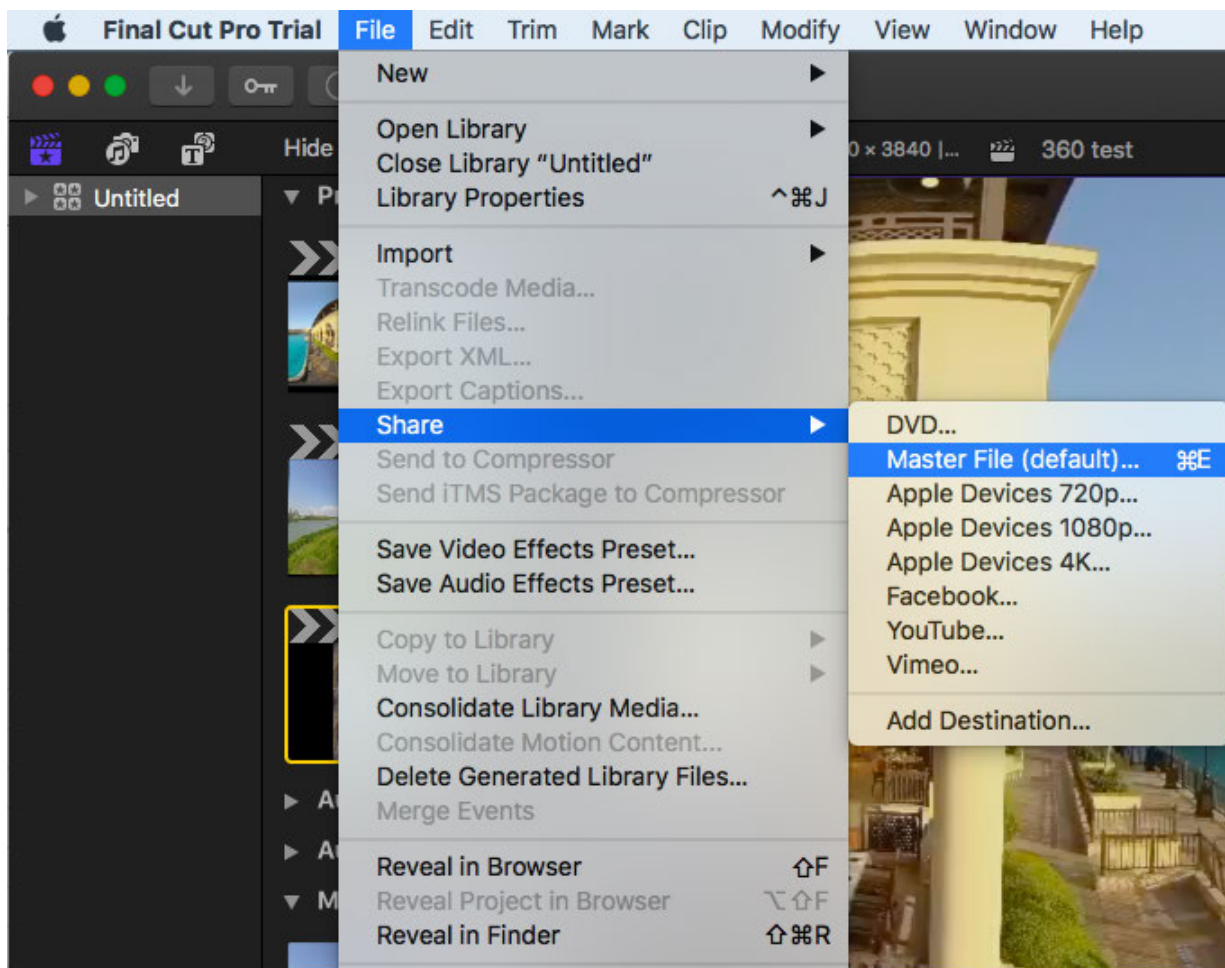 Final Cut Pro Trial File Edit Trim Mark Clip Modify View Window Help
Hide
0 × 3840 |... 360 test
Untitled
New
Open Library
Close Library “Untitled”
Library Properties ^⌘J
Import
Transcode Media...
Relink Files...
Export XML...
Export Captions...
Share
Send to Compressor
Send iTMS Package to Compressor
Save Video Effects Preset...
Save Audio Effects Preset...
Copy to Library
Move to Library
Consolidate Library Media...
Consolidate Motion Content...
Delete Generated Library Files...
Merge Events
Reveal in Browser ⇧F
Reveal Project in Browser ⌥⇧F
Reveal in Finder ⇧⌘R
DVD...
Master File (default)... ⌘E
Apple Devices 720p...
Apple Devices 1080p...
Apple Devices 4K...
Facebook...
YouTube...
Vimeo...
Add Destination...